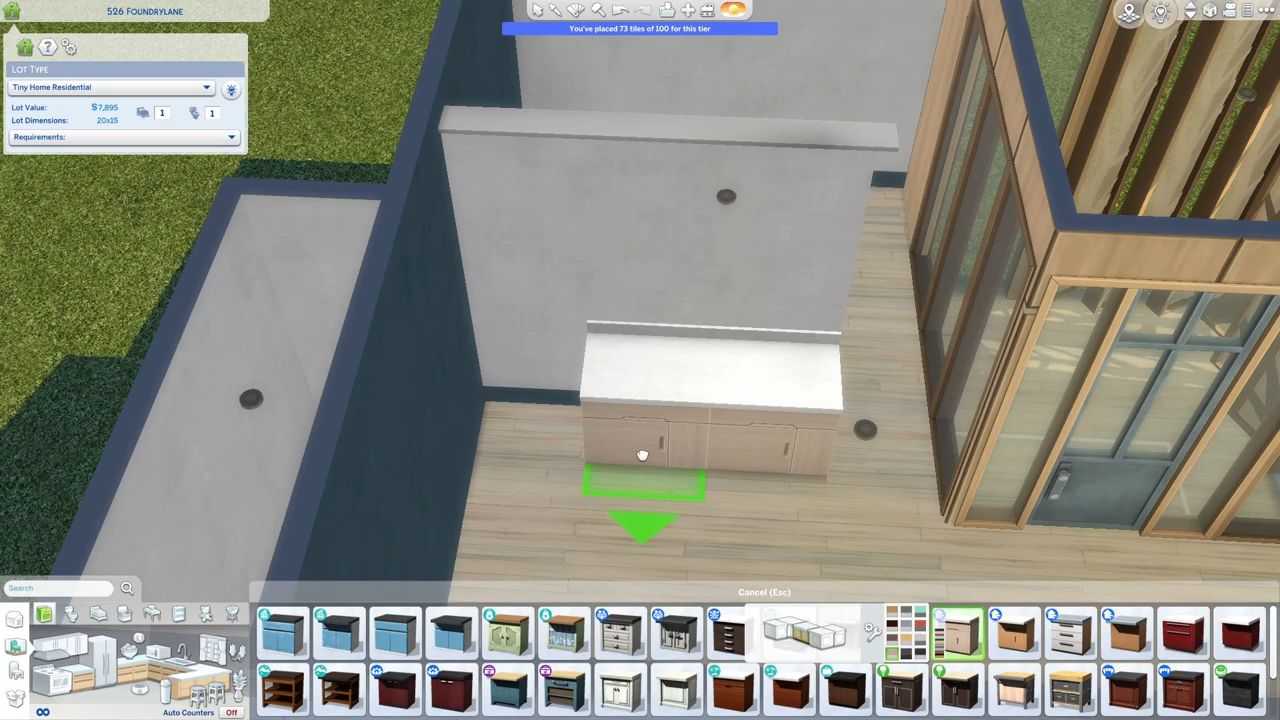 526 FOUNDRYLANE
You've placed 73 tiles of 100 for this tier
?
LOT TYPE
Tiny Home Residential
Lot Value: §7,895
1 1
Lot Dimensions: 20x15
Requirements:
Search
Cancel (Esc)
Auto Counters Off